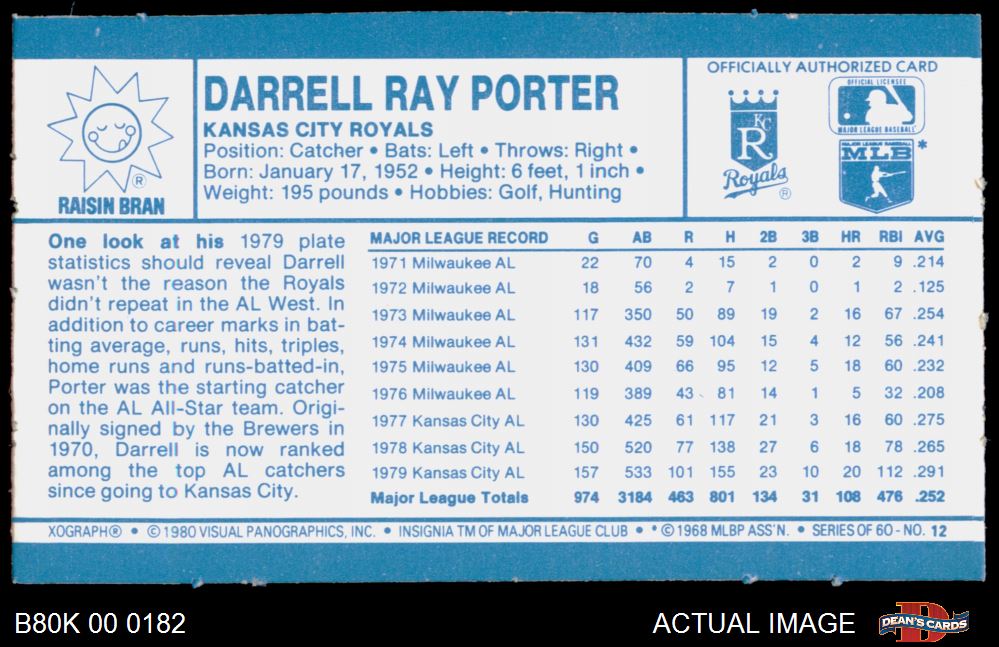 DARRELL RAY PORTER
KANSAS CITY ROYALS
Position: Catcher • Bats: Left • Throws: Right •
Born: January 17, 1952 • Height: 6 feet, 1 inch •
Weight: 195 pounds • Hobbies: Golf, Hunting
®
RAISIN BRAN
OFFICIALLY AUTHORIZED CARD
KC
R
Royals ®
OFFICIAL LICENSEE
MAJOR LEAGUE BASEBALL
MAJOR LEAGUE BASEBALL
MLB *
One look at his 1979 plate
statistics should reveal Darrell
wasn't the reason the Royals
didn't repeat in the AL West. In
addition to career marks in bat-
ting average, runs, hits, triples,
home runs and runs-batted-in,
Porter was the starting catcher
on the AL All-Star team. Origi-
nally signed by the Brewers in
1970, Darrell is now ranked
among the top AL catchers
since going to Kansas City.
MAJOR LEAGUE RECORD G AB R H 2B 3B HR RBI AVG
1971 Milwaukee AL 22 70 4 15 2 0 2 9 .214
1972 Milwaukee AL 18 56 2 7 1 0 1 2 .125
1973 Milwaukee AL 117 350 50 89 19 2 16 67 .254
1974 Milwaukee AL 131 432 59 104 15 4 12 56 .241
1975 Milwaukee AL 130 409 66 95 12 5 18 60 .232
1976 Milwaukee AL 119 389 43 81 14 1 5 32 .208
1977 Kansas City AL 130 425 61 117 21 3 16 60 .275
1978 Kansas City AL 150 520 77 138 27 6 18 78 .265
1979 Kansas City AL 157 533 101 155 23 10 20 112 .291
Major League Totals 974 3184 463 801 134 31 108 476 .252
XOGRAPH® • © 1980 VISUAL PANOGRAPHICS, INC. • INSIGNIA TM OF MAJOR LEAGUE CLUB • * © 1968 MLBP ASS'N. • SERIES OF 60 - NO. 12
B80K 00 0182
ACTUAL IMAGE
D
DEAN'S CARDS